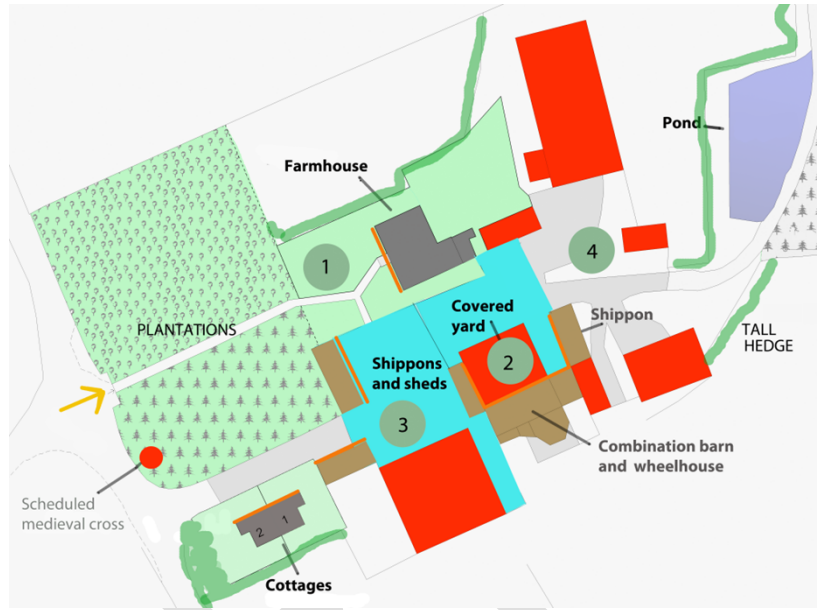 Pond
Farmhouse
4
1
Covered
yard
Shippon
PLANTATIONS
TALL
HEDGE
2
Shippons
and sheds
3
Combination barn
and wheelhouse
Scheduled
medieval cross
2 1
Cottages